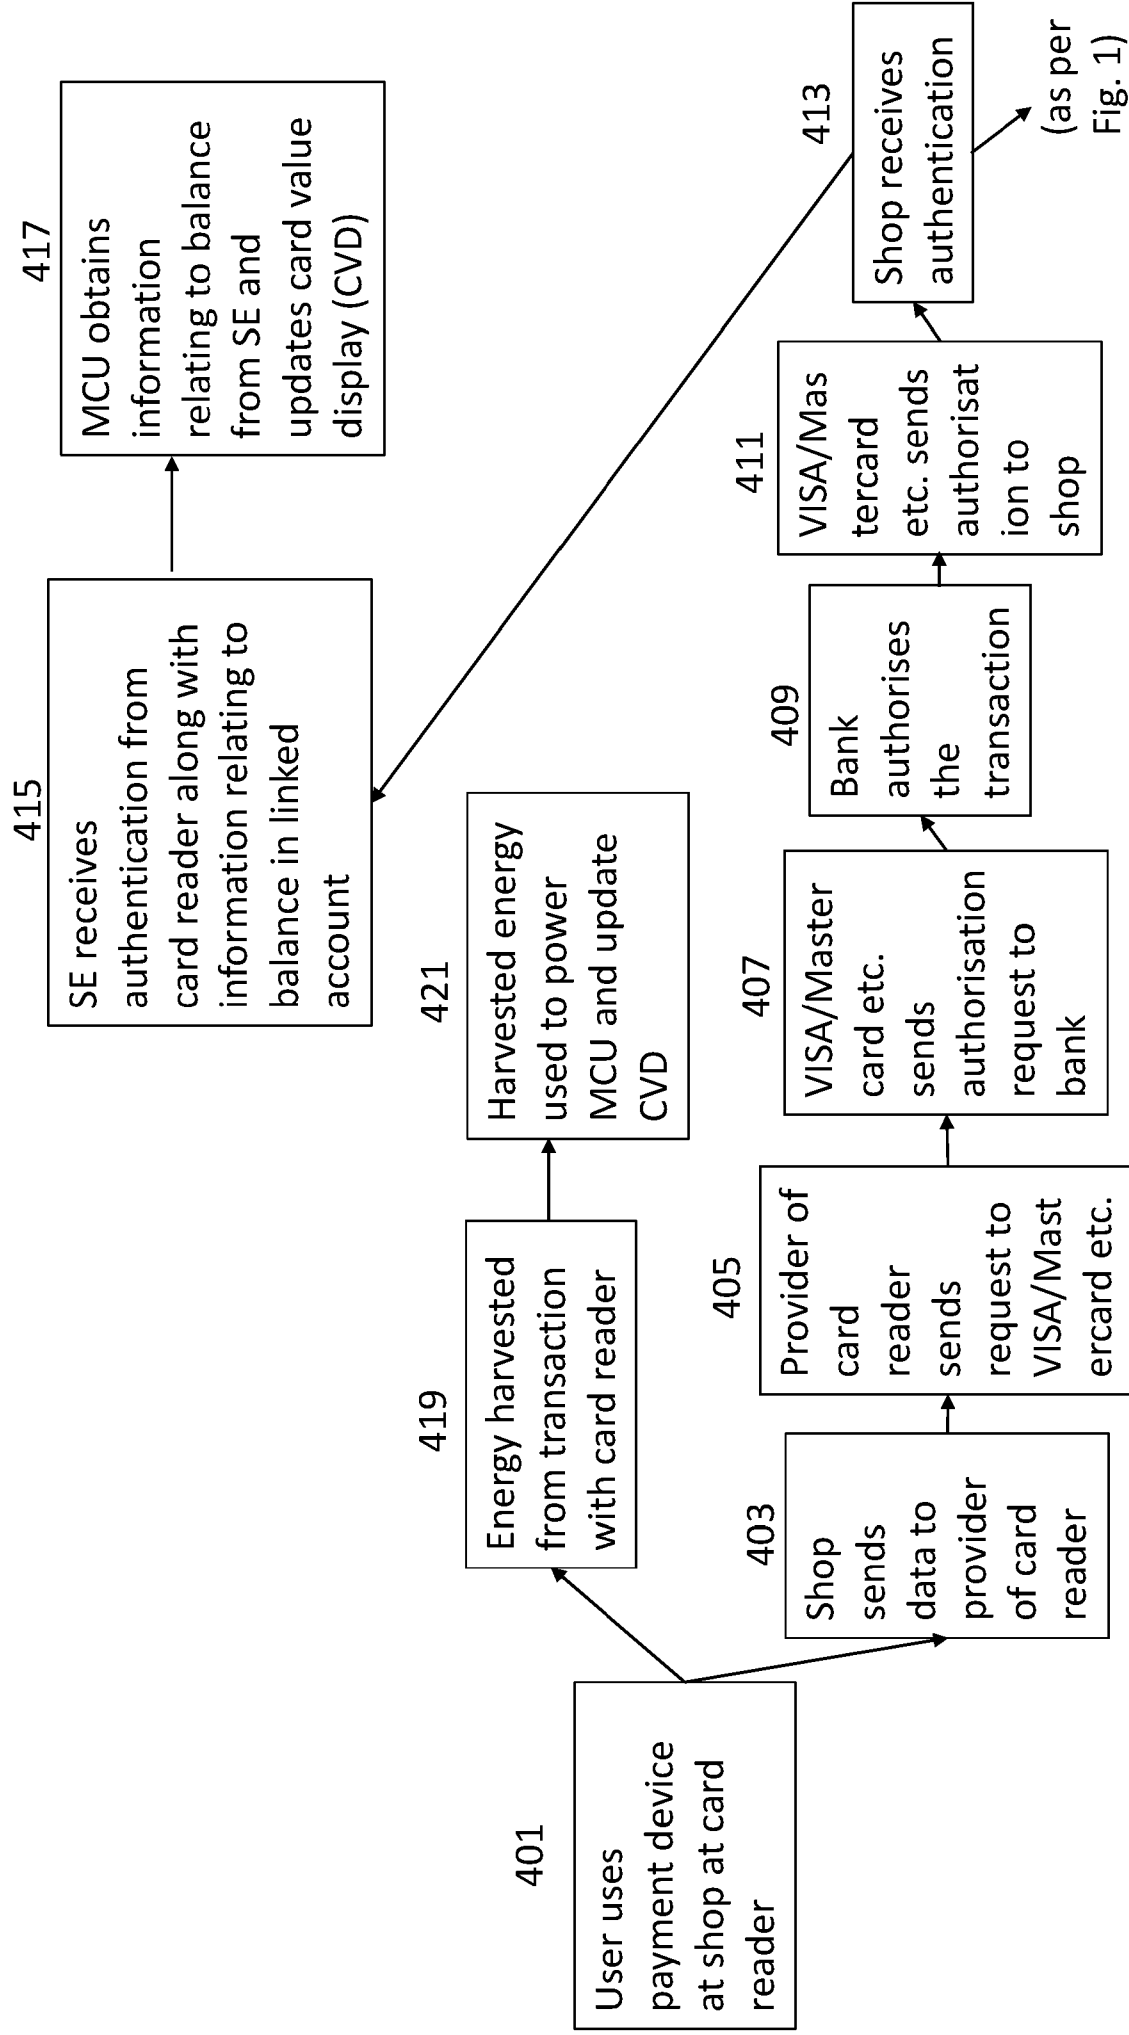 401
User uses
payment device
at shop at card
reader
419
Energy harvested
from transaction
with card reader
421
Harvested energy
used to power
MCU and update
CVD
403
Shop
sends
data to
provider
of card
reader
405
Provider of
card
reader
sends
request to
VISA/Mast
ercard etc.
407
VISA/Master
card etc.
sends
authorisation
request to
bank
409
Bank
authorises
the
transaction
411
VISA/Mas
tercard
etc. sends
authorisat
ion to
shop
413
Shop receives
authentication
(as per
Fig. 1)
415
SE receives
authentication from
card reader along with
information relating to
balance in linked
account
417
MCU obtains
information
relating to balance
from SE and
updates card value
display (CVD)